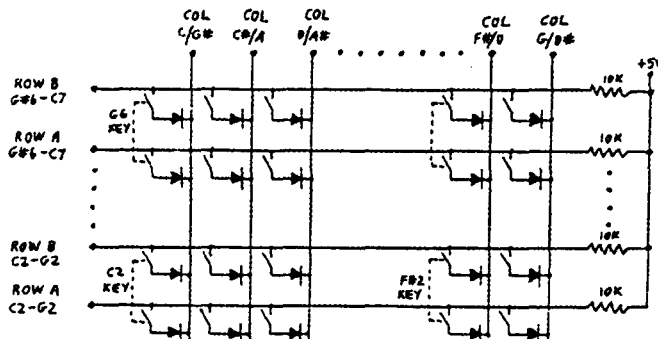 COL COL COL COL COL
C/G# C#/A D/A# F#/D G/D#
+5V
10K
ROW B
G#6-C7
G6
KEY
10K
ROW A
G#6-C7
10K
ROW B
C2-G2
C2
KEY
F#2
KEY
10K
ROW A
C2-G2